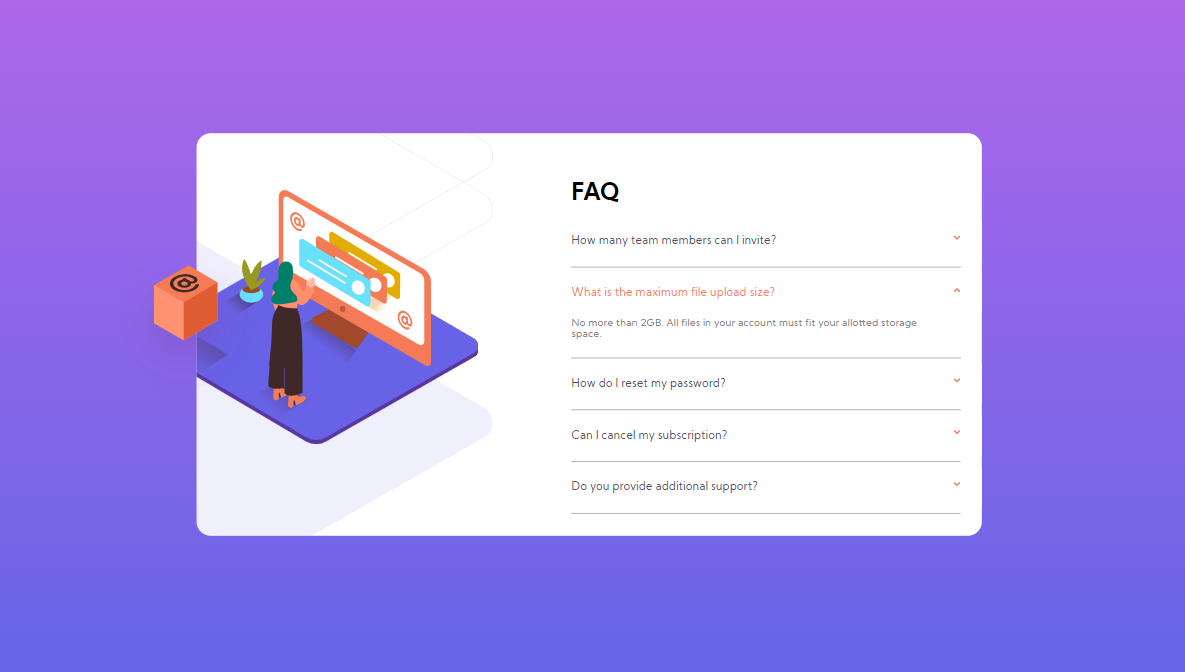 @
@
@
FAQ
How many team members can I invite?
What is the maximum file upload size?
No more than 2GB. All files in your account must fit your allotted storage
space.
How do I reset my password?
Can I cancel my subscription?
Do you provide additional support?